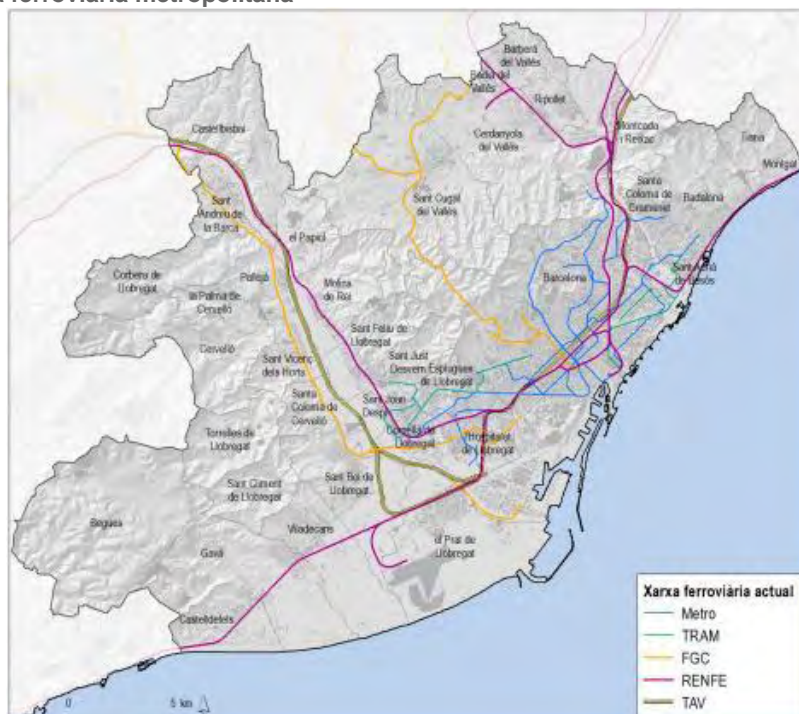 ferroviària metropolitana
Barberà
del Vallès
Badia del
Vallès
Ripollet
Castellbisbal
Cerdanyola
del Vallès
Montcada
i Reixac
Tiana
Montgat
Santa
Coloma de
Gramenet
Badalona
Sant Cugat
del Vallès
Sant
Andreu de
la Barca
el Papiol
Corbera de
Llobregat
Pallejà
Molins
de Rei
Barcelona
Sant Adrià
de Besòs
la Palma de
Cervelló
Cervelló
Sant Feliu de
Llobregat
Sant Vicenç
dels Horts
Sant Just
Desvern
Esplugues
de Llobregat
Santa
Coloma de
Cervelló
Sant Joan
Despí
Cornellà de
Llobregat
l'Hospitalet
de Llobregat
Torrelles de
Llobregat
Sant Climent
de Llobregat
Sant Boi de
Llobregat
Begues
Viladecans
el Prat de
Llobregat
Gavà
Castelldefels
0 5 km
Xarxa ferroviària actual
Metro
TRAM
FGC
RENFE
TAV